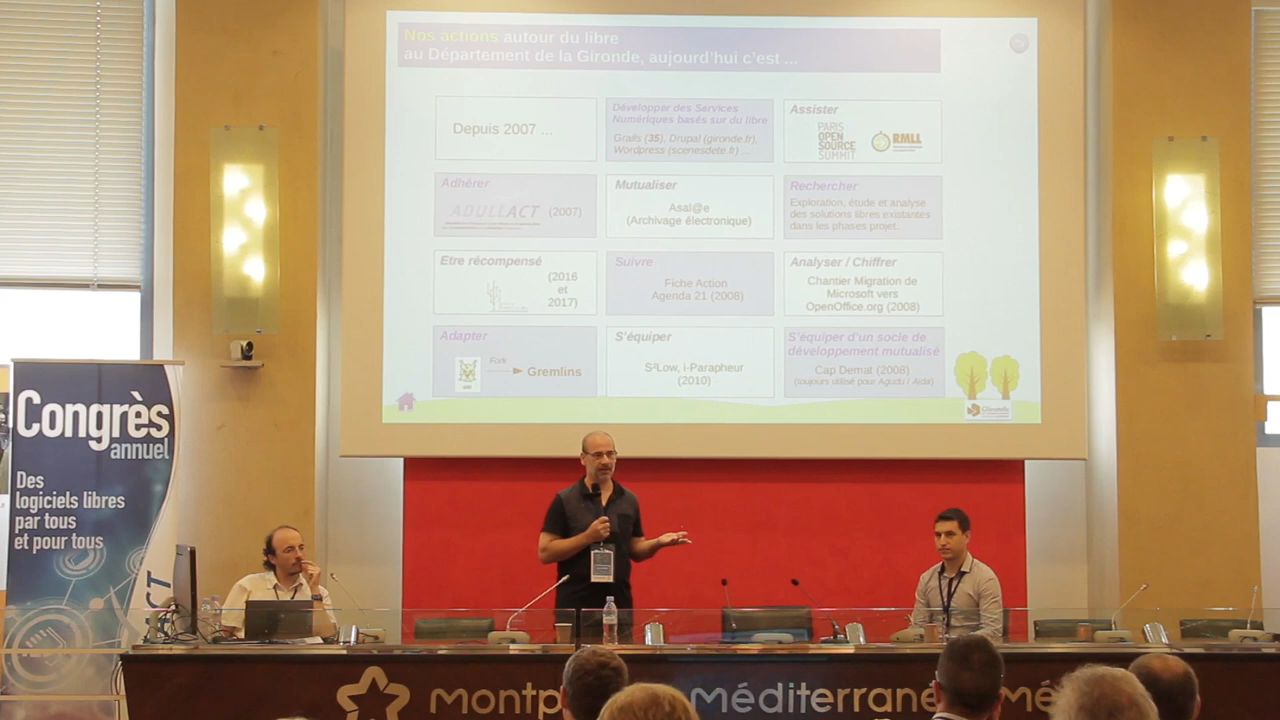 Nos actions autour du libre
au Département de la Gironde, aujourd'hui c'est ...
Depuis 2007 ...
Développer des Services
Numériques basés sur du libre
Grails (35), Drupal (gironde.fr),
Wordpress (scenesdete.fr) ...
Assister
PARIS
OPEN
SOURCE
SUMMIT
RMLL
Adhérer
ADULLACT (2007)
Mutualiser
Asal@e
(Archivage électronique)
Rechercher
Exploration, étude et analyse
des solutions libres existantes
dans les phases projet.
Etre récompensé
(2016
et
2017)
Suivre
Fiche Action
Agenda 21 (2008)
Analyser / Chiffrer
Chantier Migration de
Microsoft vers
OpenOffice.org (2008)
Adapter
Fork
Gremlins
S'équiper
S²Low, i-Parapheur
(2010)
S'équiper d'un socle de
développement mutualisé
Cap Demat (2008)
(toujours utilisé pour Agudu / Aida)
Gironde
Congrès
annuel
Des
logiciels libres
par tous
et pour tous
CT
montp méditerrané mé